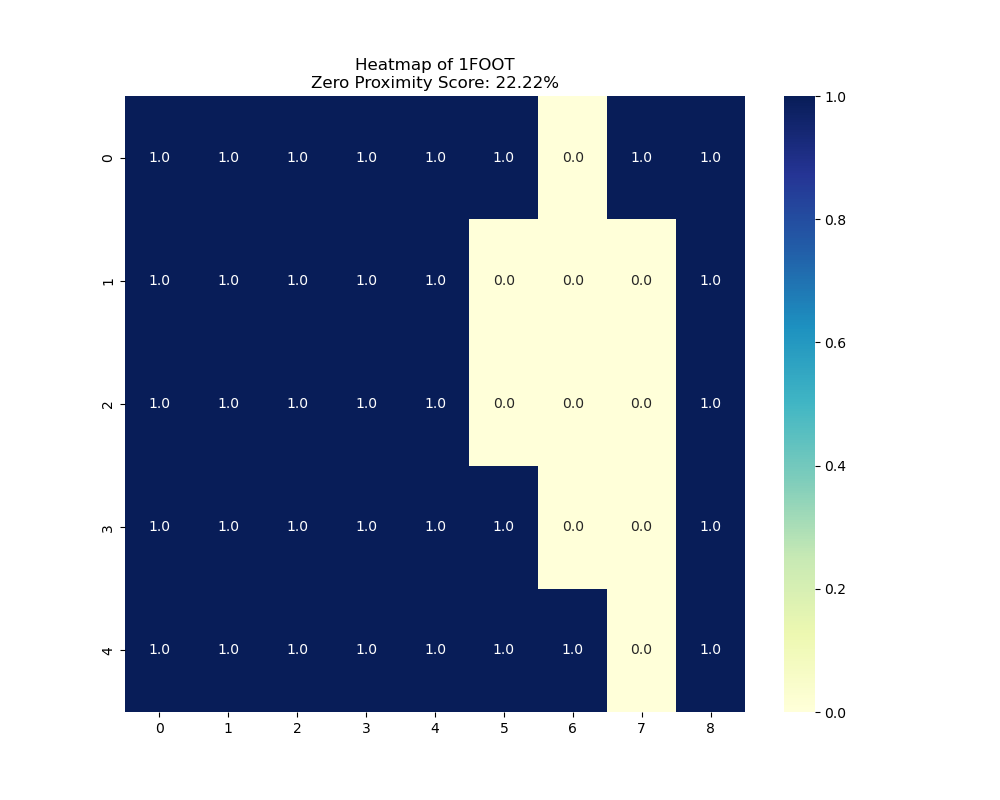 Heatmap of 1FOOT
Zero Proximity Score: 22.22%
0 1.0 1.0 1.0 1.0 1.0 1.0 0.0 1.0 1.0
1 1.0 1.0 1.0 1.0 1.0 0.0 0.0 0.0 1.0
2 1.0 1.0 1.0 1.0 1.0 0.0 0.0 0.0 1.0
3 1.0 1.0 1.0 1.0 1.0 1.0 0.0 0.0 1.0
4 1.0 1.0 1.0 1.0 1.0 1.0 1.0 0.0 1.0
0 1 2 3 4 5 6 7 8
1.0
0.8
0.6
0.4
0.2
0.0